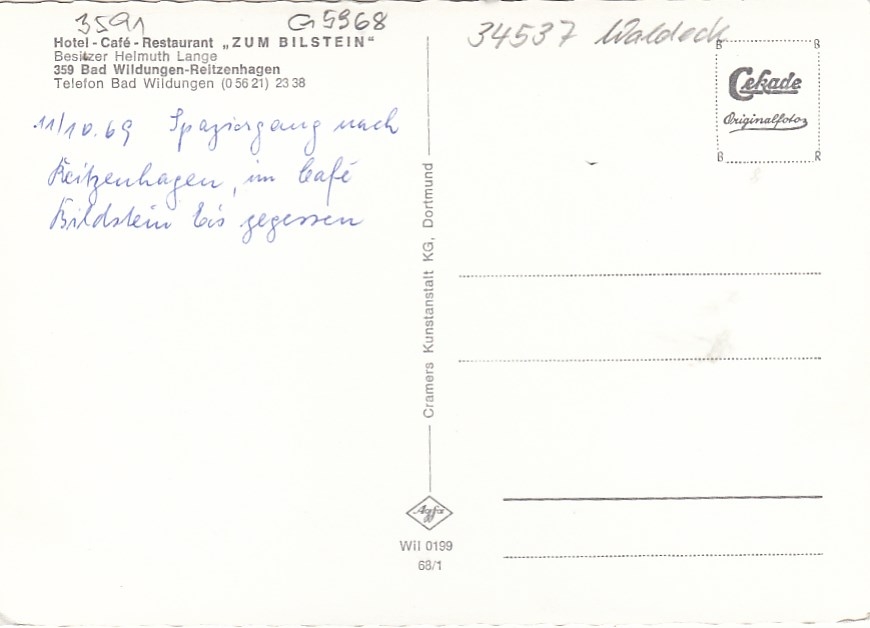 3591 G5968
34537 Waldeck
Hotel - Café - Restaurant „ZUM BILSTEIN“
Besitzer Helmuth Lange
359 Bad Wildungen-Reitzenhagen
Telefon Bad Wildungen (0 56 21) 23 38
11/10.69 Spaziergang nach
Reitzenhagen, im Café
Bildstein Eis gegessen
Cramers Kunstanstalt KG, Dortmund
Agfa
Wil 0199
68/1
B B
Cekade
Originalfoto
B R